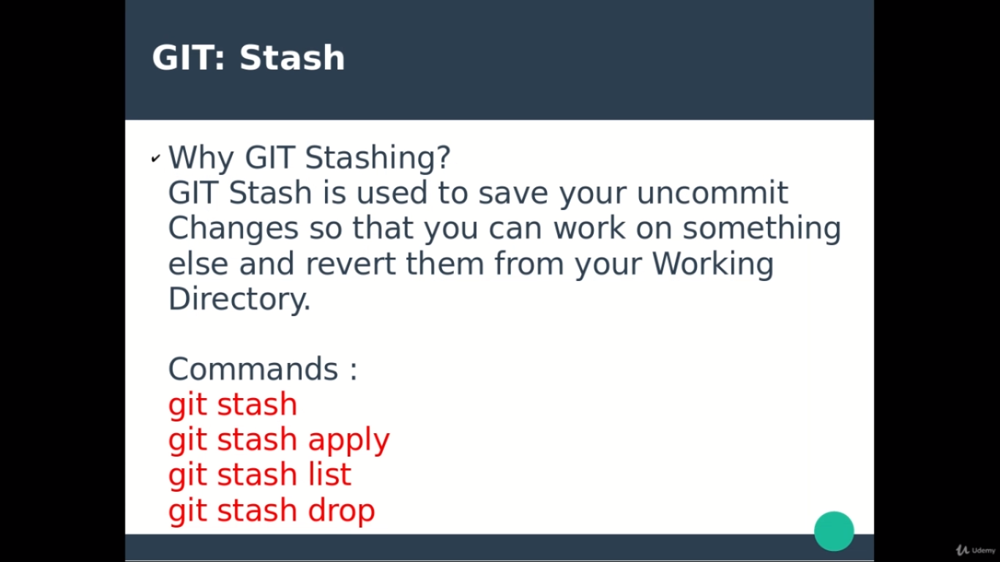 GIT: Stash
✔ Why GIT Stashing?
GIT Stash is used to save your uncommit
Changes so that you can work on something
else and revert them from your Working
Directory.
Commands :
git stash
git stash apply
git stash list
git stash drop
Udemy